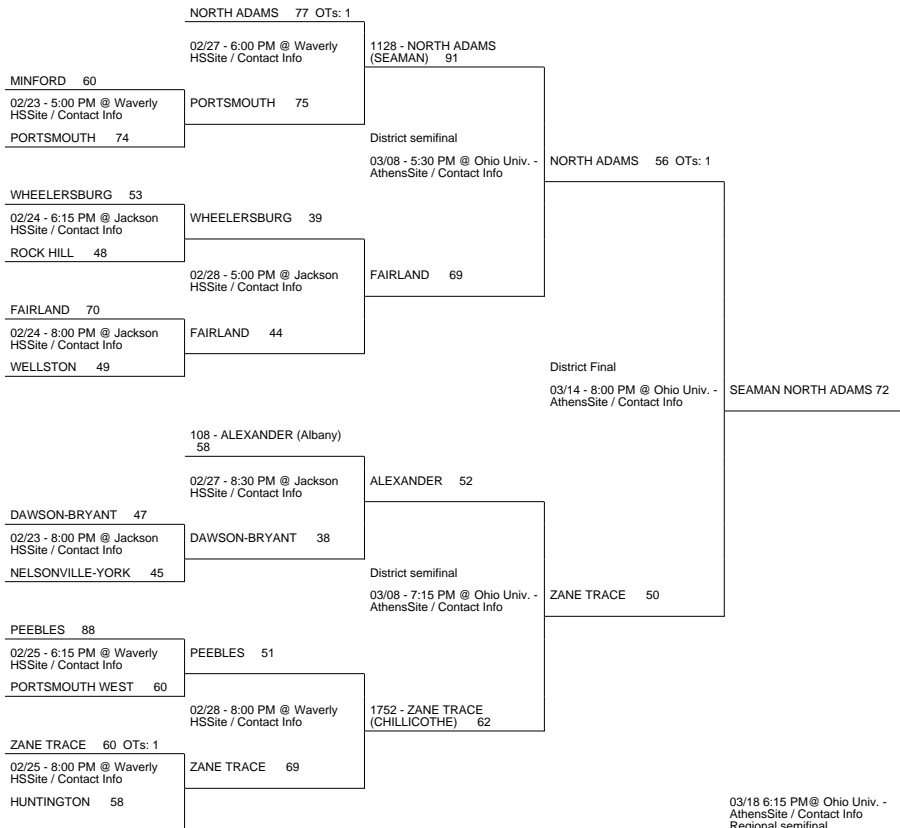 NORTH ADAMS 77 OTs: 1
02/27 - 6:00 PM @ Waverly
HSSite / Contact Info
1128 - NORTH ADAMS
(SEAMAN) 91
MINFORD 60
02/23 - 5:00 PM @ Waverly
HSSite / Contact Info
PORTSMOUTH 75
PORTSMOUTH 74
District semifinal
03/08 - 5:30 PM @ Ohio Univ. -
AthensSite / Contact Info
NORTH ADAMS 56 OTs: 1
WHEELERSBURG 53
02/24 - 6:15 PM @ Jackson
HSSite / Contact Info
WHEELERSBURG 39
ROCK HILL 48
02/28 - 5:00 PM @ Jackson
HSSite / Contact Info
FAIRLAND 69
FAIRLAND 70
02/24 - 8:00 PM @ Jackson
HSSite / Contact Info
FAIRLAND 44
WELLSTON 49
District Final
03/14 - 8:00 PM @ Ohio Univ. -
AthensSite / Contact Info
SEAMAN NORTH ADAMS 72
108 - ALEXANDER (Albany)
58
02/27 - 8:30 PM @ Jackson
HSSite / Contact Info
ALEXANDER 52
DAWSON-BRYANT 47
02/23 - 8:00 PM @ Jackson
HSSite / Contact Info
DAWSON-BRYANT 38
NELSONVILLE-YORK 45
District semifinal
03/08 - 7:15 PM @ Ohio Univ. -
AthensSite / Contact Info
ZANE TRACE 50
PEEBLES 88
02/25 - 6:15 PM @ Waverly
HSSite / Contact Info
PEEBLES 51
PORTSMOUTH WEST 60
02/28 - 8:00 PM @ Waverly
HSSite / Contact Info
1752 - ZANE TRACE
(CHILLICOTHE) 62
ZANE TRACE 60 OTs: 1
02/25 - 8:00 PM @ Waverly
HSSite / Contact Info
ZANE TRACE 69
HUNTINGTON 58
03/18 6:15 PM@ Ohio Univ. -
AthensSite / Contact Info
Regional semifinal